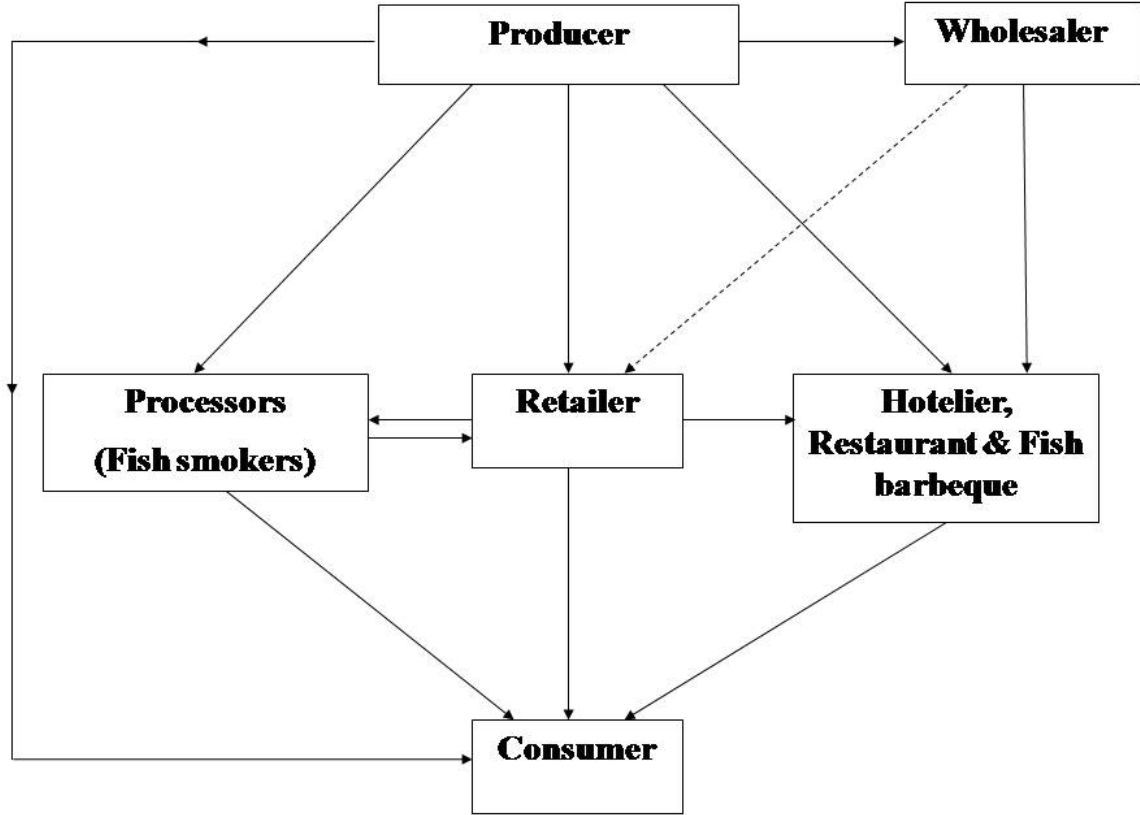 Producer
Wholesaler
Processors
(Fish smokers)
Retailer
Hotelier,
Restaurant & Fish
barbeque
Consumer